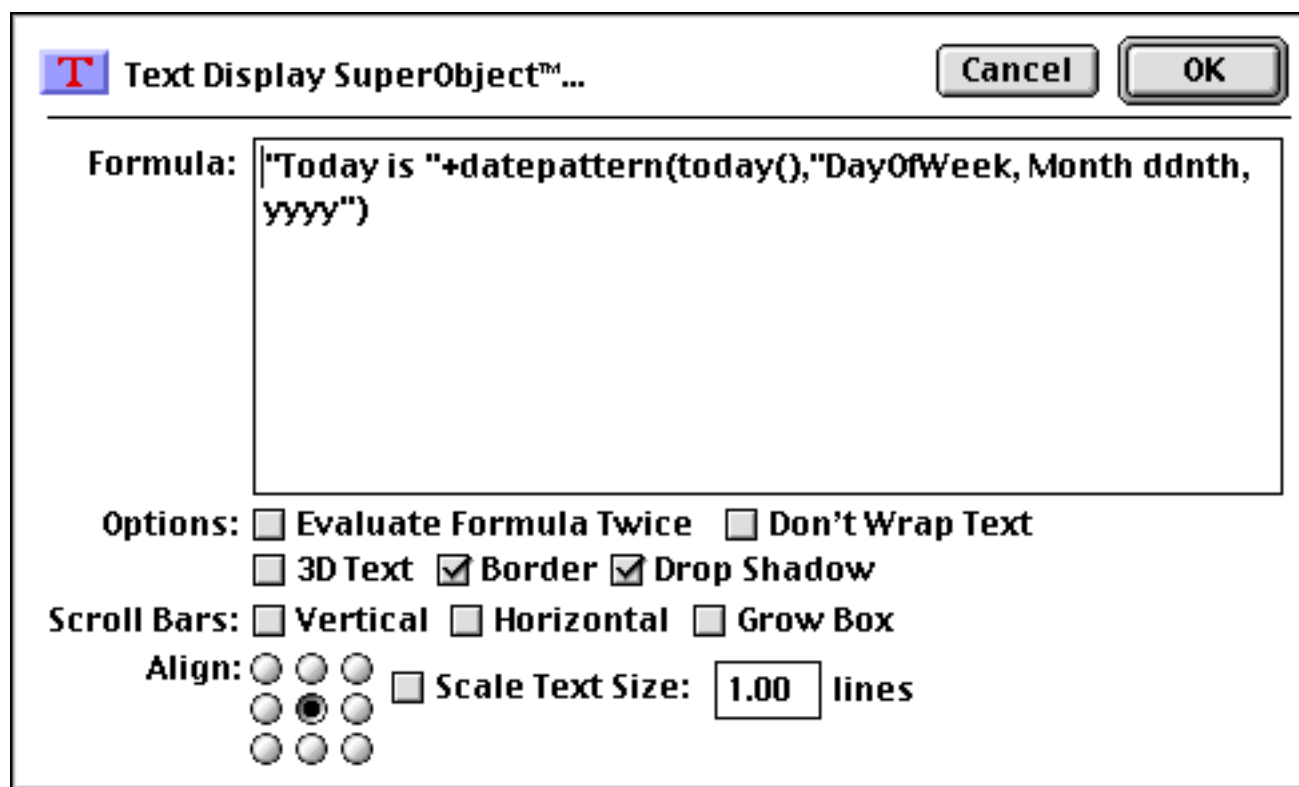 T Text Display SuperObject™... Cancel OK
Formula: "Today is "+datepattern(today(),"DayOfWeek, Month ddnth,
yyyy")
Options: Evaluate Formula Twice Don't Wrap Text
3D Text Border Drop Shadow
Scroll Bars: Vertical Horizontal Grow Box
Align: Scale Text Size: 1.00 lines